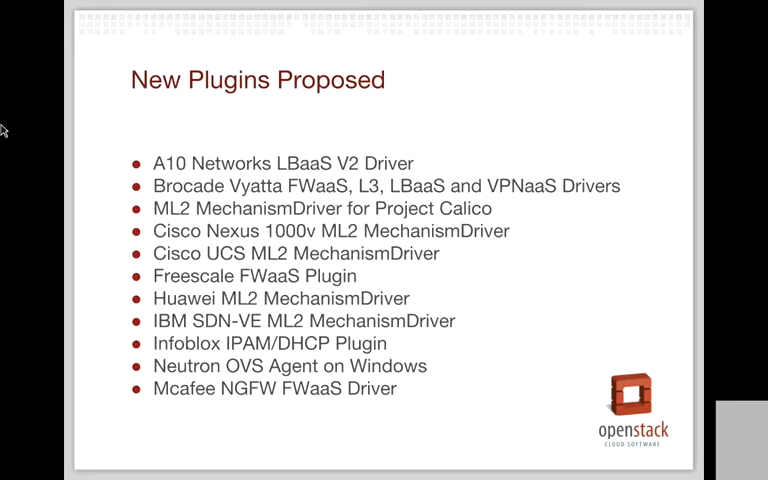 New Plugins Proposed
A10 Networks LBaaS V2 Driver
Brocade Vyatta FWaaS, L3, LBaaS and VPNaaS Drivers
ML2 MechanismDriver for Project Calico
Cisco Nexus 1000v ML2 MechanismDriver
Cisco UCS ML2 MechanismDriver
Freescale FWaaS Plugin
Huawei ML2 MechanismDriver
IBM SDN-VE ML2 MechanismDriver
Infoblox IPAM/DHCP Plugin
Neutron OVS Agent on Windows
Mcafee NGFW FWaaS Driver
openstack
CLOUD SOFTWARE